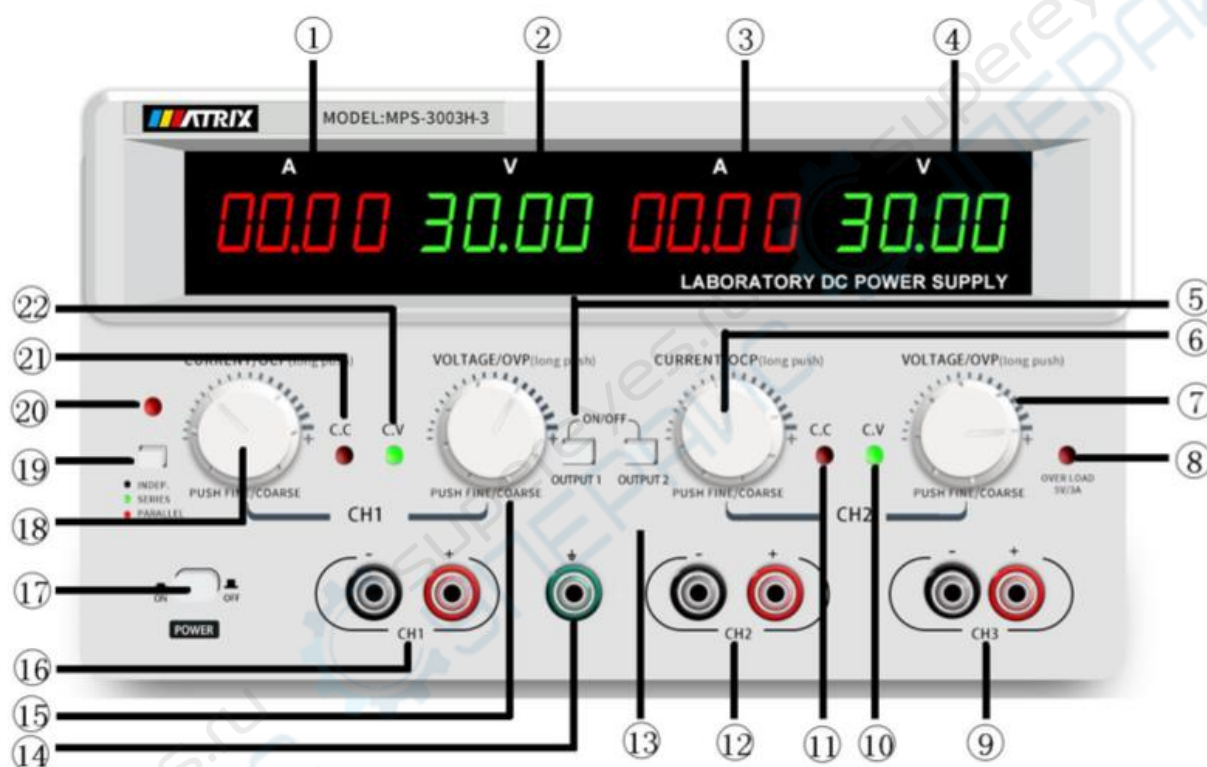 ① ② ③ ④
MATRIX MODEL:MPS-3003H-3
A V A V
00.00 30.00 00.00 30.00
LABORATORY DC POWER SUPPLY
⑤
㉒
⑥
㉑
CURRENT/OCP(long push) VOLTAGE/OVP(long push) CURRENT/OCP(long push) VOLTAGE/OVP(long push)
⑦
⑳
ON/OFF
C.C C.V C.C C.V
+ + + +
⑧
⑲
OUTPUT 1 OUTPUT 2
OVER LOAD
5V/3A
INDEP.
SERIES
PARALLEL
PUSH FINE/COARSE PUSH FINE/COARSE PUSH FINE/COARSE PUSH FINE/COARSE
CH1 CH2
⑱
- + - + - +
⑰
ON OFF
POWER
CH1 CH2 CH3
⑯
⑮
⑭ ⑬ ⑫ ⑪ ⑩ ⑨